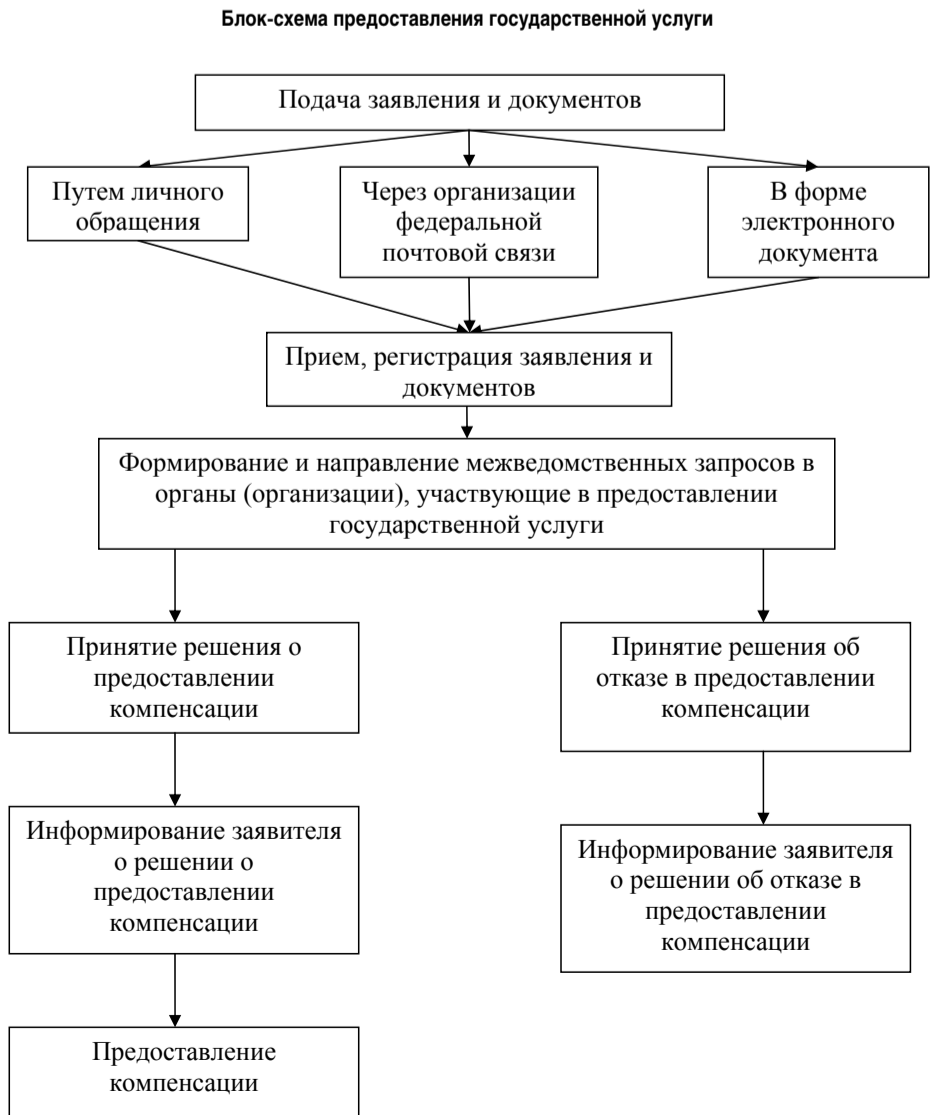 Блок-схема предоставления государственной услуги
Подача заявления и документов
Путем личного
обращения
Через организации
федеральной
почтовой связи
В форме
электронного
документа
Прием, регистрация заявления и
документов
Формирование и направление межведомственных запросов в
органы (организации), участвующие в предоставлении
государственной услуги
Принятие решения о
предоставлении
компенсации
Принятие решения об
отказе в предоставлении
компенсации
Информирование заявителя
о решении о
предоставлении
компенсации
Информирование заявителя
о решении об отказе в
предоставлении
компенсации
Предоставление
компенсации